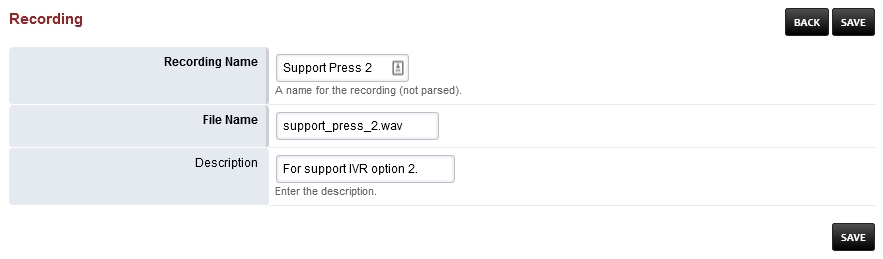 Recording
BACK SAVE
Recording Name Support Press 2
A name for the recording (not parsed).
File Name support_press_2.wav
Description For support IVR option 2.
Enter the description.
SAVE